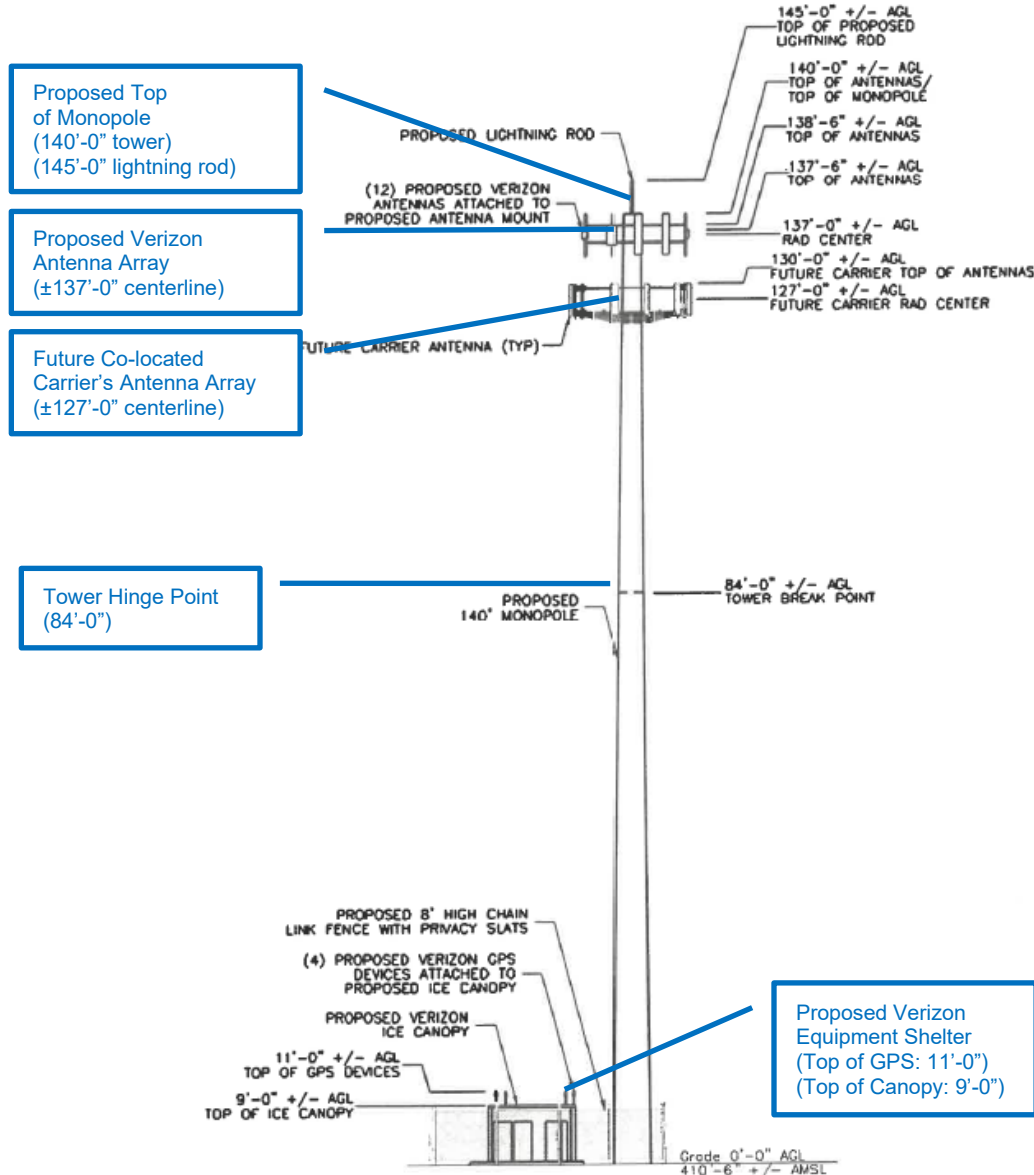 145'-0" +/- AGL
TOP OF PROPOSED
LIGHTNING ROD
140'-0" +/- AGL
TOP OF ANTENNAS/
TOP OF MONOPOLE
138'-6" +/- AGL
TOP OF ANTENNAS
137'-6" +/- AGL
TOP OF ANTENNAS
137'-0" +/- AGL
RAD CENTER
130'-0" +/- AGL
FUTURE CARRIER TOP OF ANTENNAS
127'-0" +/- AGL
FUTURE CARRIER RAD CENTER
Proposed Top
of Monopole
(140'-0" tower)
(145'-0" lightning rod)
PROPOSED LIGHTNING ROD
(12) PROPOSED VERIZON
ANTENNAS ATTACHED TO
PROPOSED ANTENNA MOUNT
Proposed Verizon
Antenna Array
(±137'-0" centerline)
FUTURE CARRIER ANTENNA (TYP)
Future Co-located
Carrier's Antenna Array
(±127'-0" centerline)
Tower Hinge Point
(84'-0")
84'-0" +/- AGL
TOWER BREAK POINT
PROPOSED
140' MONOPOLE
PROPOSED 8' HIGH CHAIN
LINK FENCE WITH PRIVACY SLATS
(4) PROPOSED VERIZON GPS
DEVICES ATTACHED TO
PROPOSED ICE CANOPY
PROPOSED VERIZON
ICE CANOPY
11'-0" +/- AGL
TOP OF GPS DEVICES
9'-0" +/- AGL
TOP OF ICE CANOPY
Proposed Verizon
Equipment Shelter
(Top of GPS: 11'-0")
(Top of Canopy: 9'-0")
Grade 0'-0" AGL
410'-6" +/- AMSL